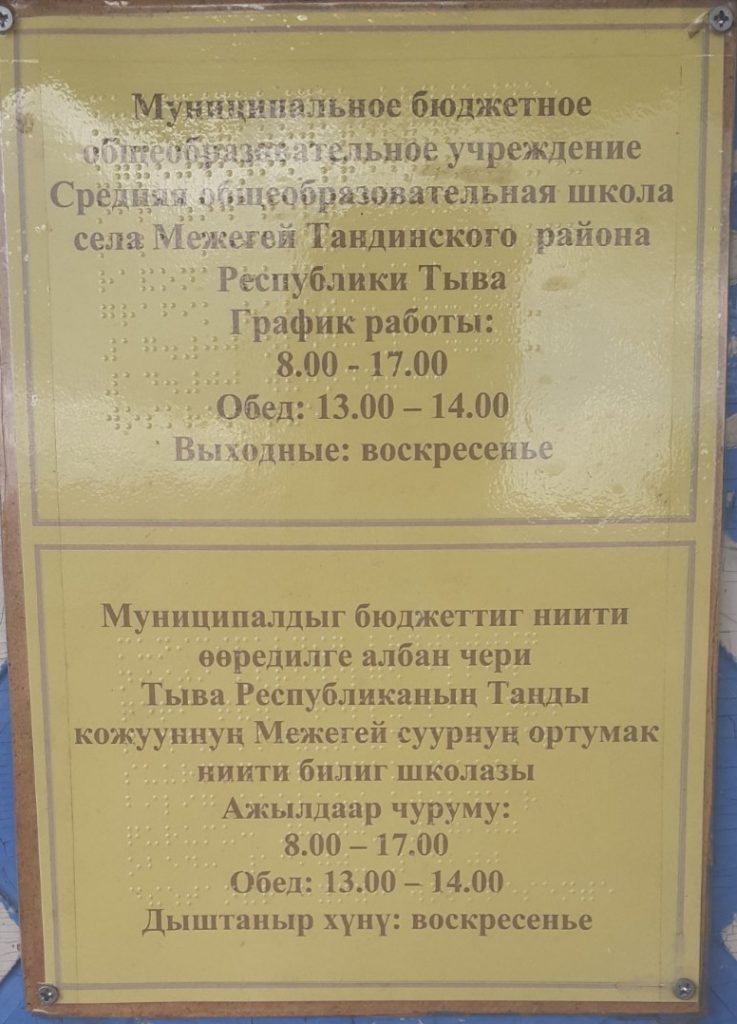 Муниципальное бюджетное
общеобразовательное учреждение
Средняя общеобразовательная школа
села Межегей Тандинского района
Республики Тыва
График работы:
8.00 - 17.00
Обед: 13.00 – 14.00
Выходные: воскресенье
Муниципалдыг бюджеттиг ниити
өөредилге албан чери
Тыва Республиканың Таңды
кожууннуң Межегей суурнуң ортумак
ниити билиг школазы
Ажылдаар чуруму:
8.00 – 17.00
Обед: 13.00 – 14.00
Дыштаныр хүнү: воскресенье